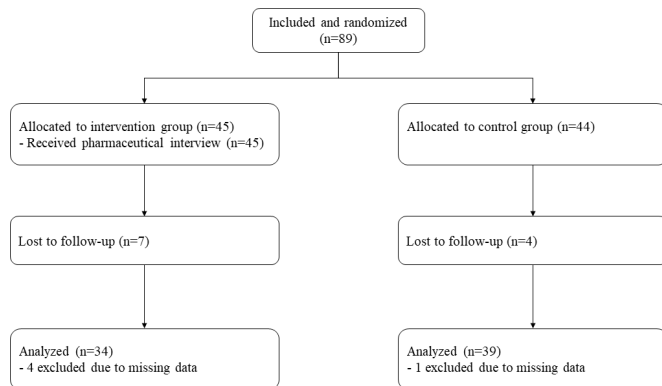 Included and randomized
(n=89)
Allocated to intervention group (n=45)
- Received pharmaceutical interview (n=45)
Allocated to control group (n=44)
Lost to follow-up (n=7)
Lost to follow-up (n=4)
Analyzed (n=34)
- 4 excluded due to missing data
Analyzed (n=39)
- 1 excluded due to missing data